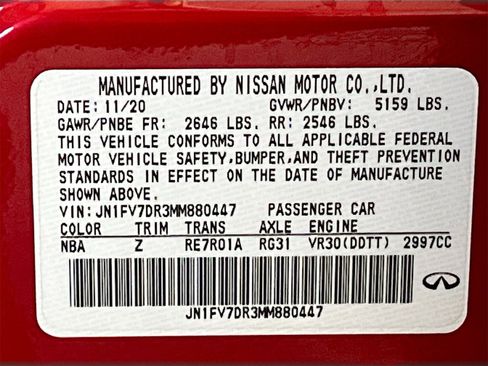 MANUFACTURED BY NISSAN MOTOR CO.,LTD.
DATE: 11/20 GVWR/PNBV: 5159 LBS.
GAWR/PNBE FR: 2646 LBS. RR: 2546 LBS.
THIS VEHICLE CONFORMS TO ALL APPLICABLE FEDERAL
MOTOR VEHICLE SAFETY,BUMPER,AND THEFT PREVENTION
STANDARDS IN EFFECT ON THE DATE OF MANUFACTURE
SHOWN ABOVE.
VIN: JN1FV7DR3MM880447 PASSENGER CAR
COLOR TRIM TRANS AXLE ENGINE
NBA Z RE7R01A RG31 VR30(DDTT) 2997CC
JN1FV7DR3MM880447